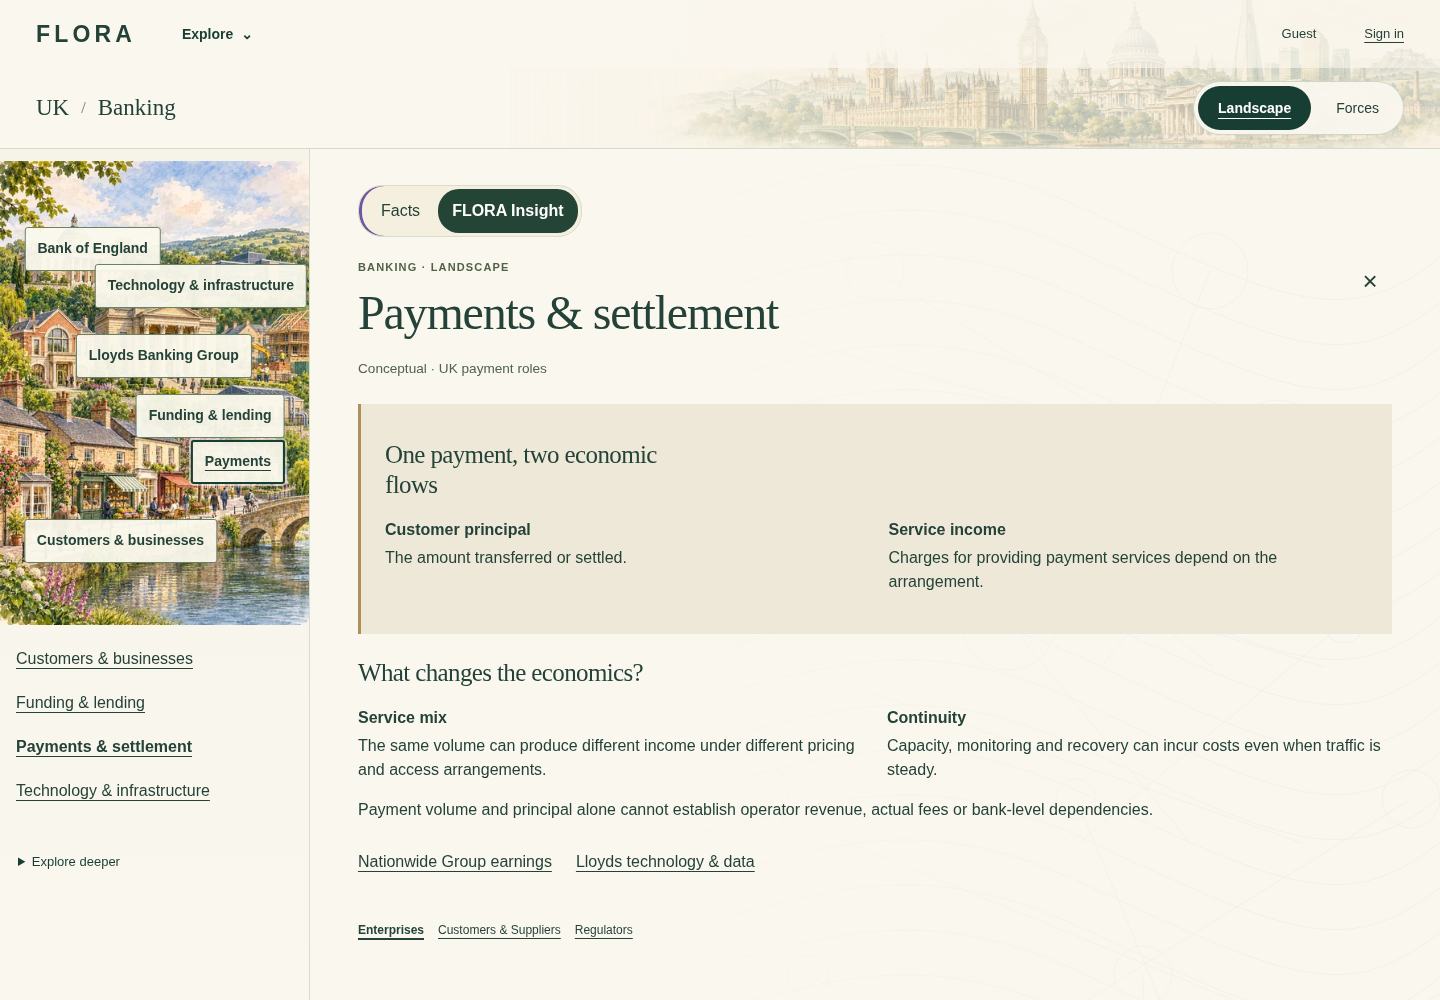 FLORA
Explore
Guest
Sign in
UK / Banking
Landscape
Forces
Bank of England
Technology & infrastructure
Lloyds Banking Group
Funding & lending
Payments
Customers & businesses
Customers & businesses
Funding & lending
Payments & settlement
Technology & infrastructure
Explore deeper
Facts
FLORA Insight
BANKING · LANDSCAPE
Payments & settlement
Conceptual · UK payment roles
One payment, two economic
flows
Customer principal
The amount transferred or settled.
Service income
Charges for providing payment services depend on the
arrangement.
What changes the economics?
Service mix
The same volume can produce different income under different pricing
and access arrangements.
Continuity
Capacity, monitoring and recovery can incur costs even when traffic is
steady.
Payment volume and principal alone cannot establish operator revenue, actual fees or bank-level dependencies.
Nationwide Group earnings
Lloyds technology & data
Enterprises
Customers & Suppliers
Regulators